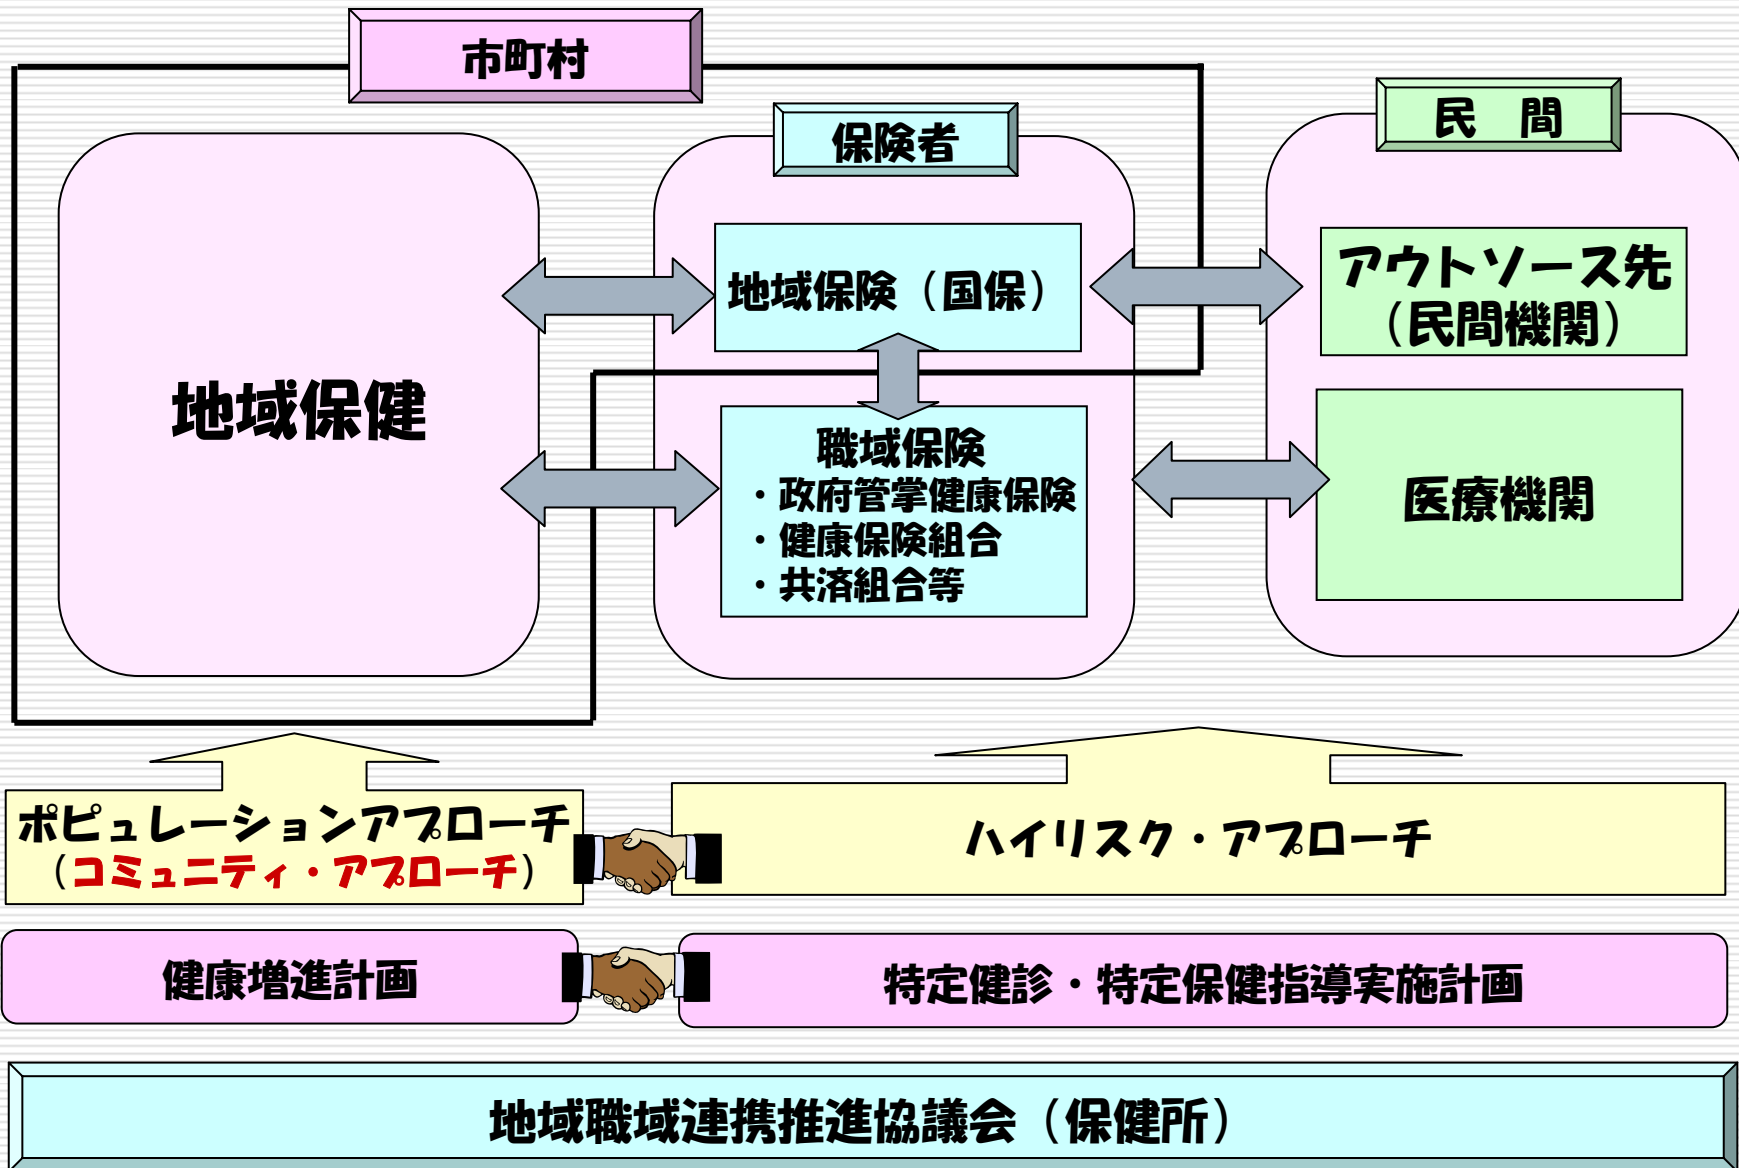 市町村
保険者
民　間
地域保健
地域保険（国保）
職域保険
・政府管掌健康保険
・健康保険組合
・共済組合等
アウトソース先
（民間機関）
医療機関
ポピュレーションアプローチ
（コミュニティ・アプローチ）
ハイリスク・アプローチ
健康増進計画
特定健診・特定保健指導実施計画
地域職域連携推進協議会（保健所）